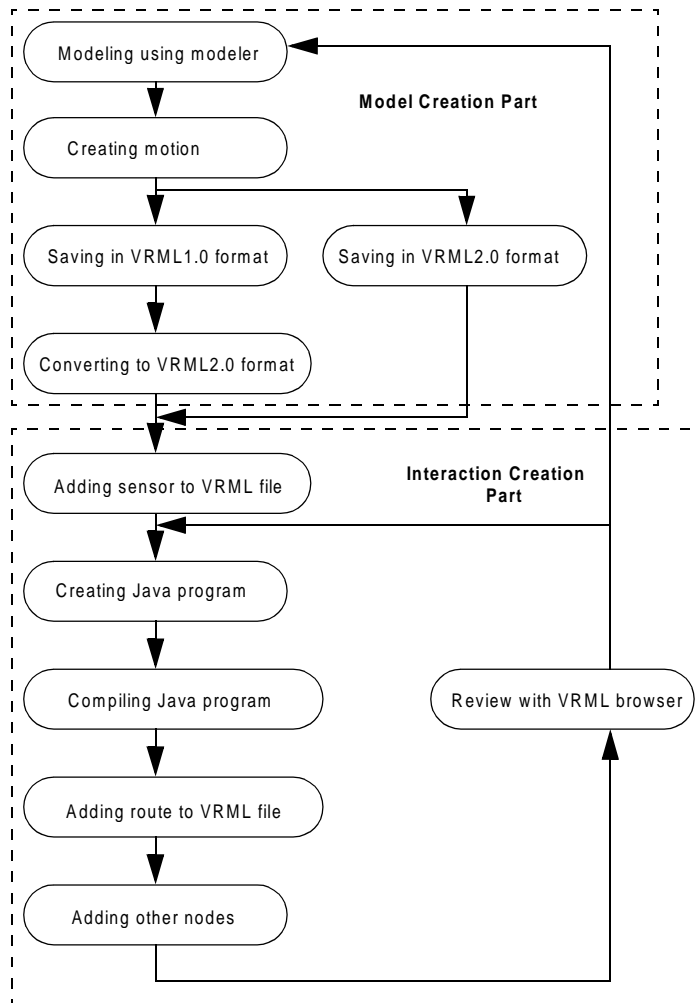 Modeling using modeler
Model Creation Part
Creating motion
Saving in VRML1.0 format
Saving in VRML2.0 format
Converting to VRML2.0 format
Interaction Creation
Part
Adding sensor to VRML file
Creating Java program
Compiling Java program
Review with VRML browser
Adding route to VRML file
Adding other nodes